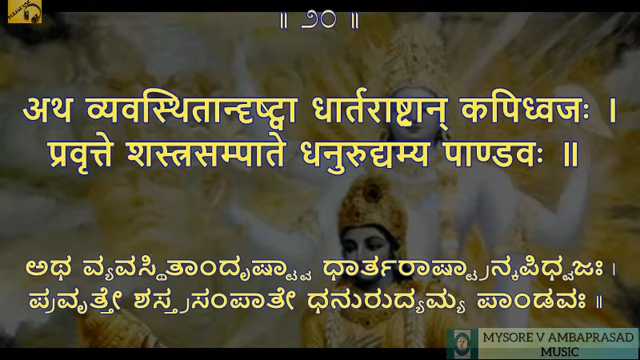 ॥ ೨೦ ॥
अथ व्यवस्थितान्दृष्ट्वा धार्तराष्ट्रान् कपिध्वजः ।
प्रवृत्ते शस्त्रसम्पाते धनुरुद्यम्य पाण्डवः ॥
ಅಥ ವ್ಯವಸ್ಥಿತಾಂದೃಷ್ಟ್ವಾ ಧಾರ್ತರಾಷ್ಟ್ರಾನ್ಕಪಿಧ್ವಜಃ ।
ಪ್ರವೃತ್ತೇ ಶಸ್ತ್ರಸಂಪಾತೇ ಧನುರುದ್ಯಮ್ಯ ಪಾಂಡವಃ ॥
MYSORE V AMBAPRASAD
MUSIC